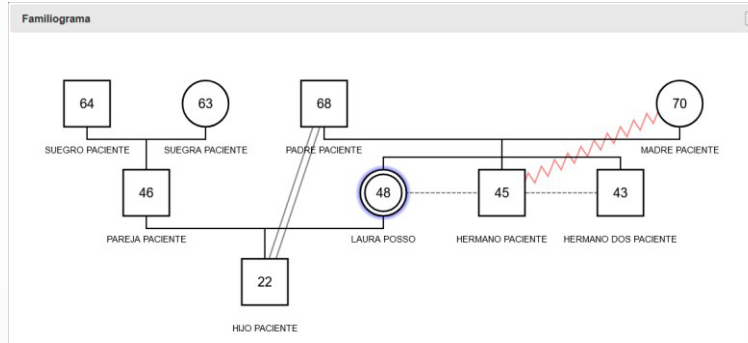 Familiograma
64
63
68
70
SUEGRO PACIENTE
SUEGRA PACIENTE
PADRE PACIENTE
MADRE PACIENTE
46
48
45
43
PAREJA PACIENTE
LAURA POSSO
HERMANO PACIENTE
HERMANO DOS PACIENTE
22
HIJO PACIENTE